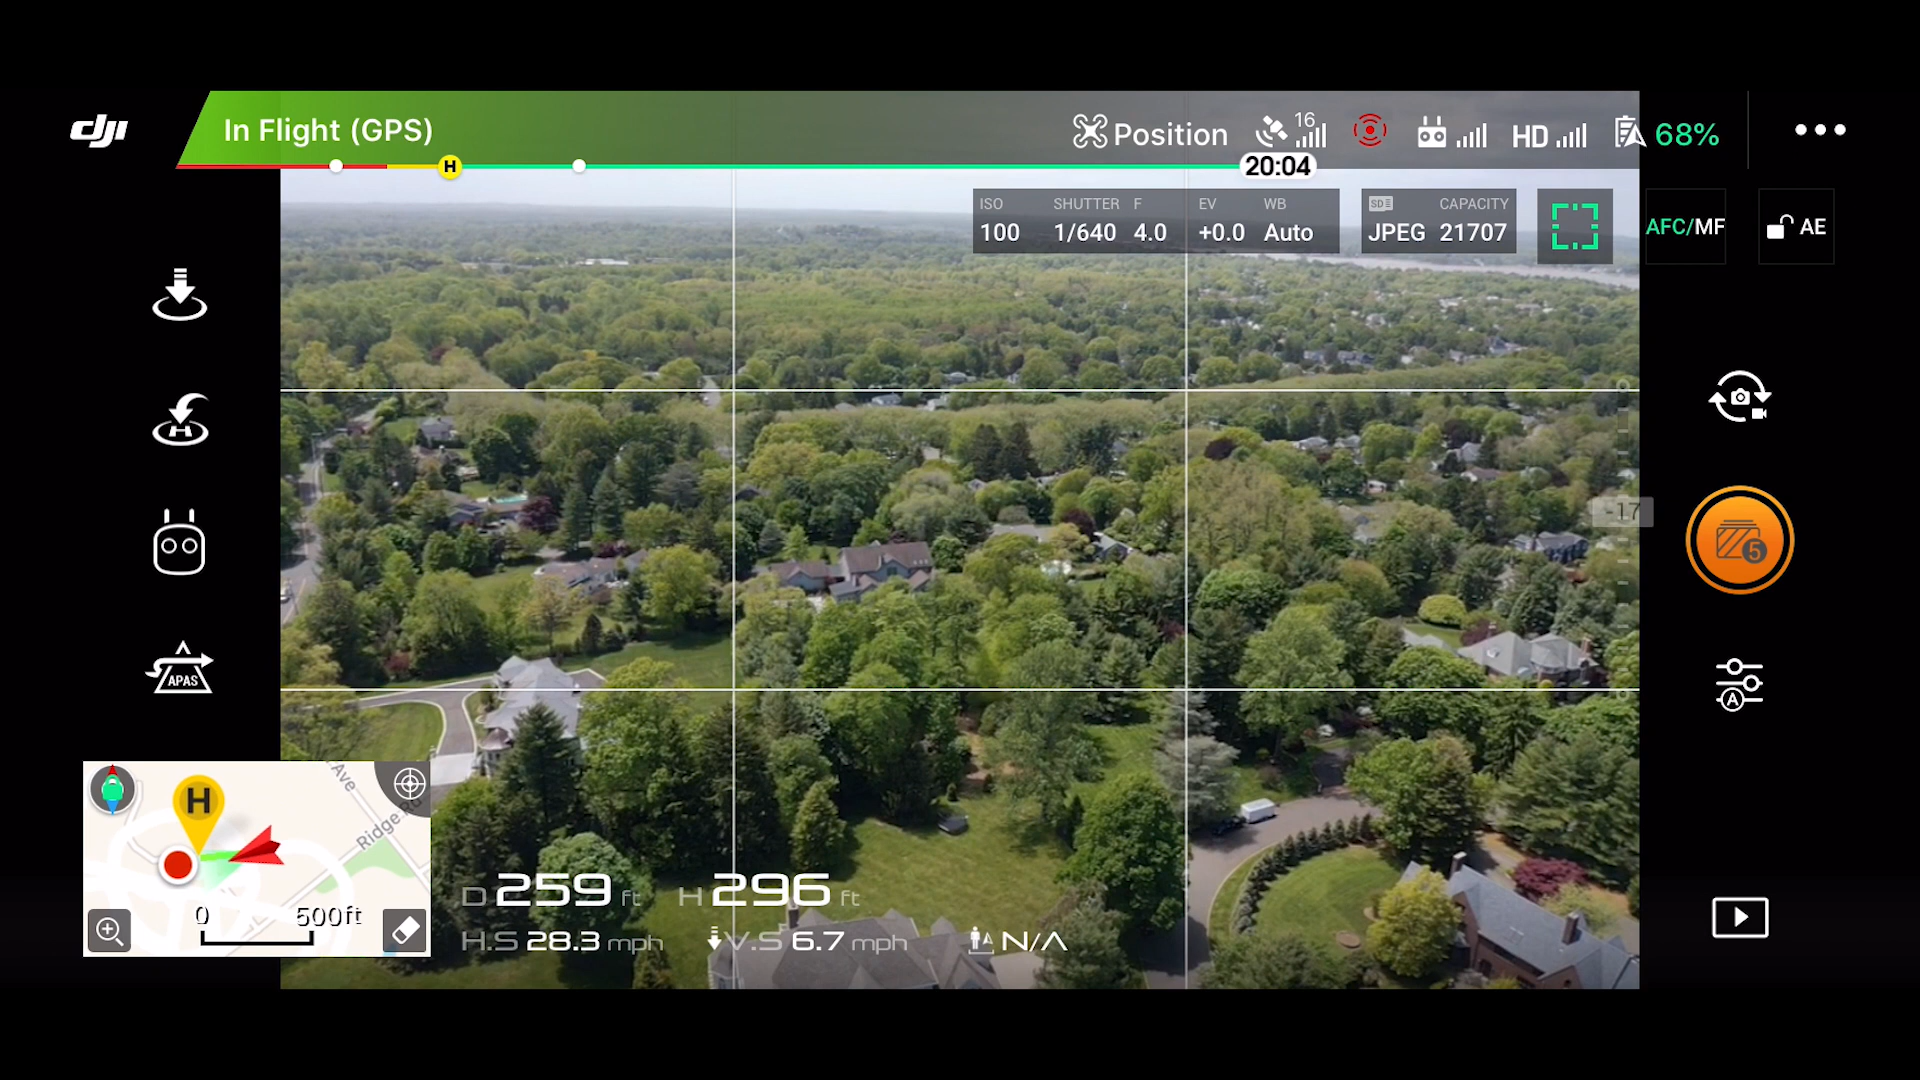 dji
In Flight (GPS)
Position
16
HD
68%
H
20:04
ISO SHUTTER F EV WB
100 1/640 4.0 +0.0 Auto
SD CAPACITY
JPEG 21707
AFC/MF
AE
-17
5
A
APAS
H
Ave
Ridge Rd
0 500ft
D 259 ft H 296 ft
H.S 28.3 mph V.S 6.7 mph N/A